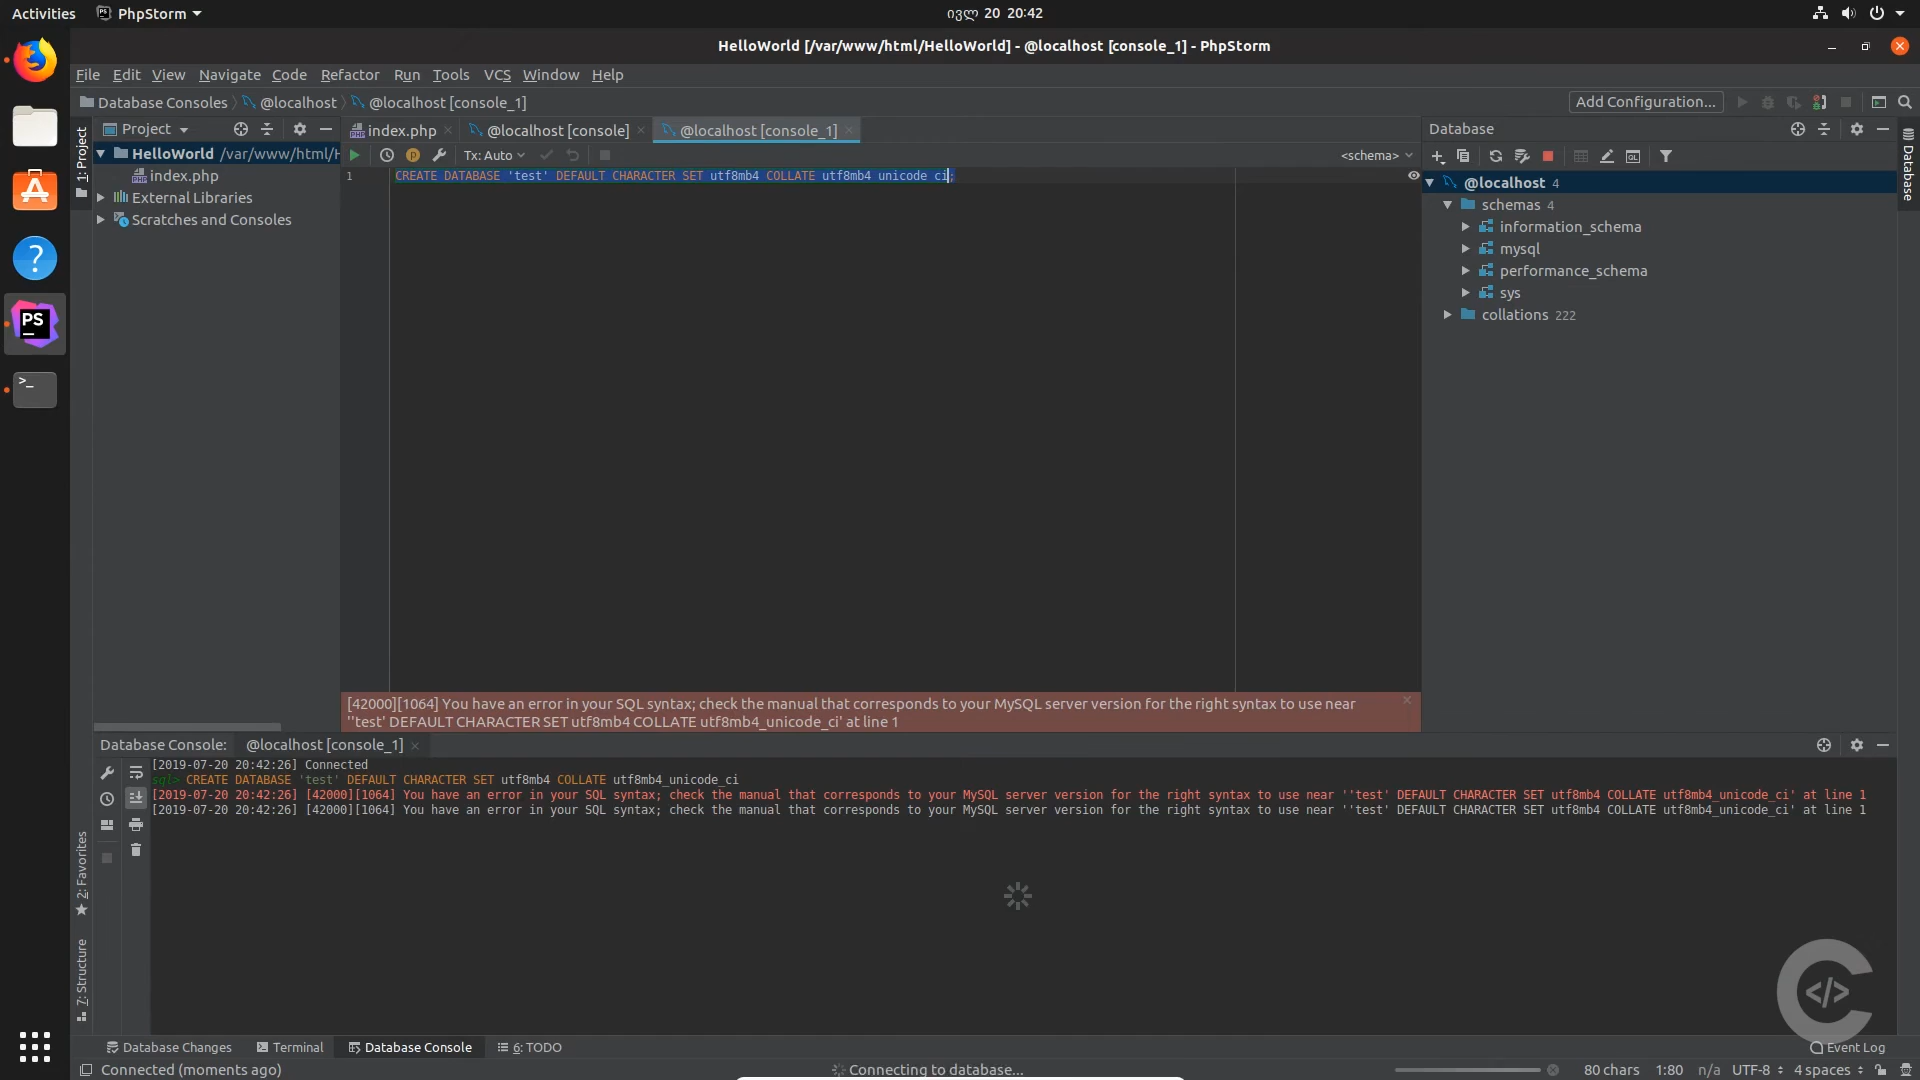 Activities PhpStorm ივლ 20 20:42
HelloWorld [/var/www/html/HelloWorld] - @localhost [console_1] - PhpStorm
File Edit View Navigate Code Refactor Run Tools VCS Window Help
Database Consoles @localhost @localhost [console_1] Add Configuration...
Project index.php @localhost [console] @localhost [console_1] Database
Tx: Auto <schema>
1: Project
HelloWorld /var/www/html/H
index.php
External Libraries
Scratches and Consoles
1 CREATE DATABASE 'test' DEFAULT CHARACTER SET utf8mb4 COLLATE utf8mb4_unicode_ci;
@localhost 4
schemas 4
information_schema
mysql
performance_schema
sys
collations 222
Database
[42000][1064] You have an error in your SQL syntax; check the manual that corresponds to your MySQL server version for the right syntax to use near
''test' DEFAULT CHARACTER SET utf8mb4 COLLATE utf8mb4_unicode_ci' at line 1
Database Console: @localhost [console_1]
[2019-07-20 20:42:26] Connected
sql> CREATE DATABASE 'test' DEFAULT CHARACTER SET utf8mb4 COLLATE utf8mb4_unicode_ci
[2019-07-20 20:42:26] [42000][1064] You have an error in your SQL syntax; check the manual that corresponds to your MySQL server version for the right syntax to use near ''test' DEFAULT CHARACTER SET utf8mb4 COLLATE utf8mb4_unicode_ci' at line 1
[2019-07-20 20:42:26] [42000][1064] You have an error in your SQL syntax; check the manual that corresponds to your MySQL server version for the right syntax to use near ''test' DEFAULT CHARACTER SET utf8mb4 COLLATE utf8mb4_unicode_ci' at line 1
2: Favorites
7: Structure
Database Changes Terminal Database Console 6: TODO Event Log
Connected (moments ago) Connecting to database... 80 chars 1:80 n/a UTF-8 4 spaces